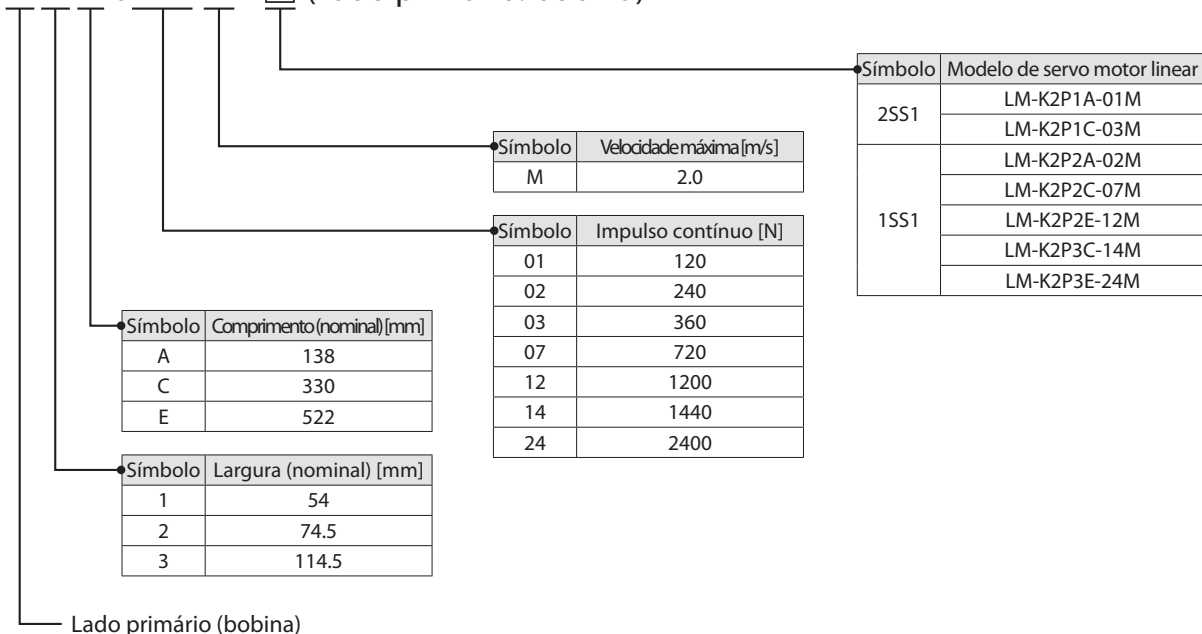 Símbolo Modelo de servo motor linear
2SS1 LM-K2P1A-01M
LM-K2P1C-03M
1SS1 LM-K2P2A-02M
LM-K2P2C-07M
LM-K2P2E-12M
LM-K2P3C-14M
LM-K2P3E-24M
Símbolo Velocidade máxima [m/s]
M 2.0
Símbolo Impulso contínuo [N]
01 120
02 240
03 360
07 720
12 1200
14 1440
24 2400
Símbolo Comprimento (nominal) [mm]
A 138
C 330
E 522
Símbolo Largura (nominal) [mm]
1 54
2 74.5
3 114.5
Lado primário (bobina)